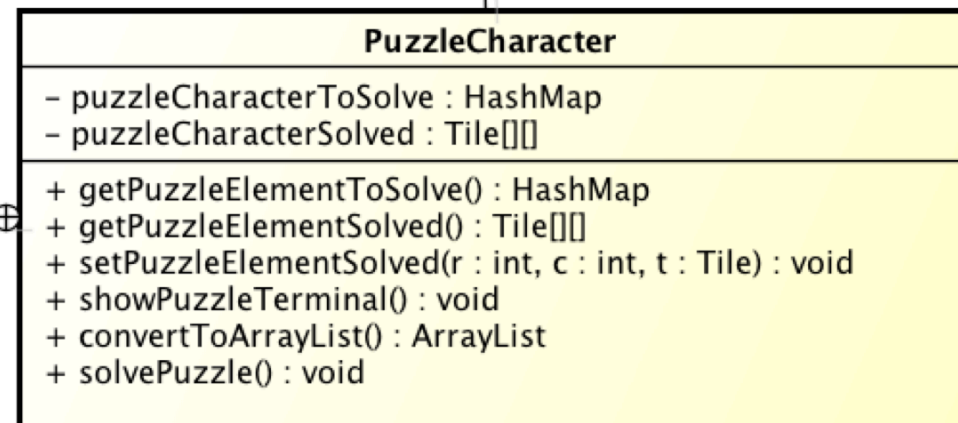 PuzzleCharacter
– puzzleCharacterToSolve : HashMap
– puzzleCharacterSolved : Tile[][]
+ getPuzzleElementToSolve() : HashMap
+ getPuzzleElementSolved() : Tile[][]
+ setPuzzleElementSolved(r : int, c : int, t : Tile) : void
+ showPuzzleTerminal() : void
+ convertToArrayList() : ArrayList
+ solvePuzzle() : void